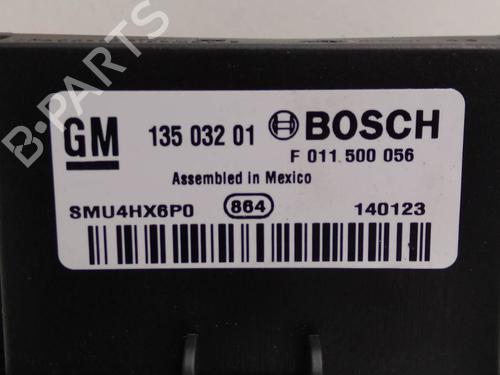 B-PARTS
GM 135 032 01 BOSCH
F 011 500 056
Assembled in Mexico
SMU4HX6P0 864 140123